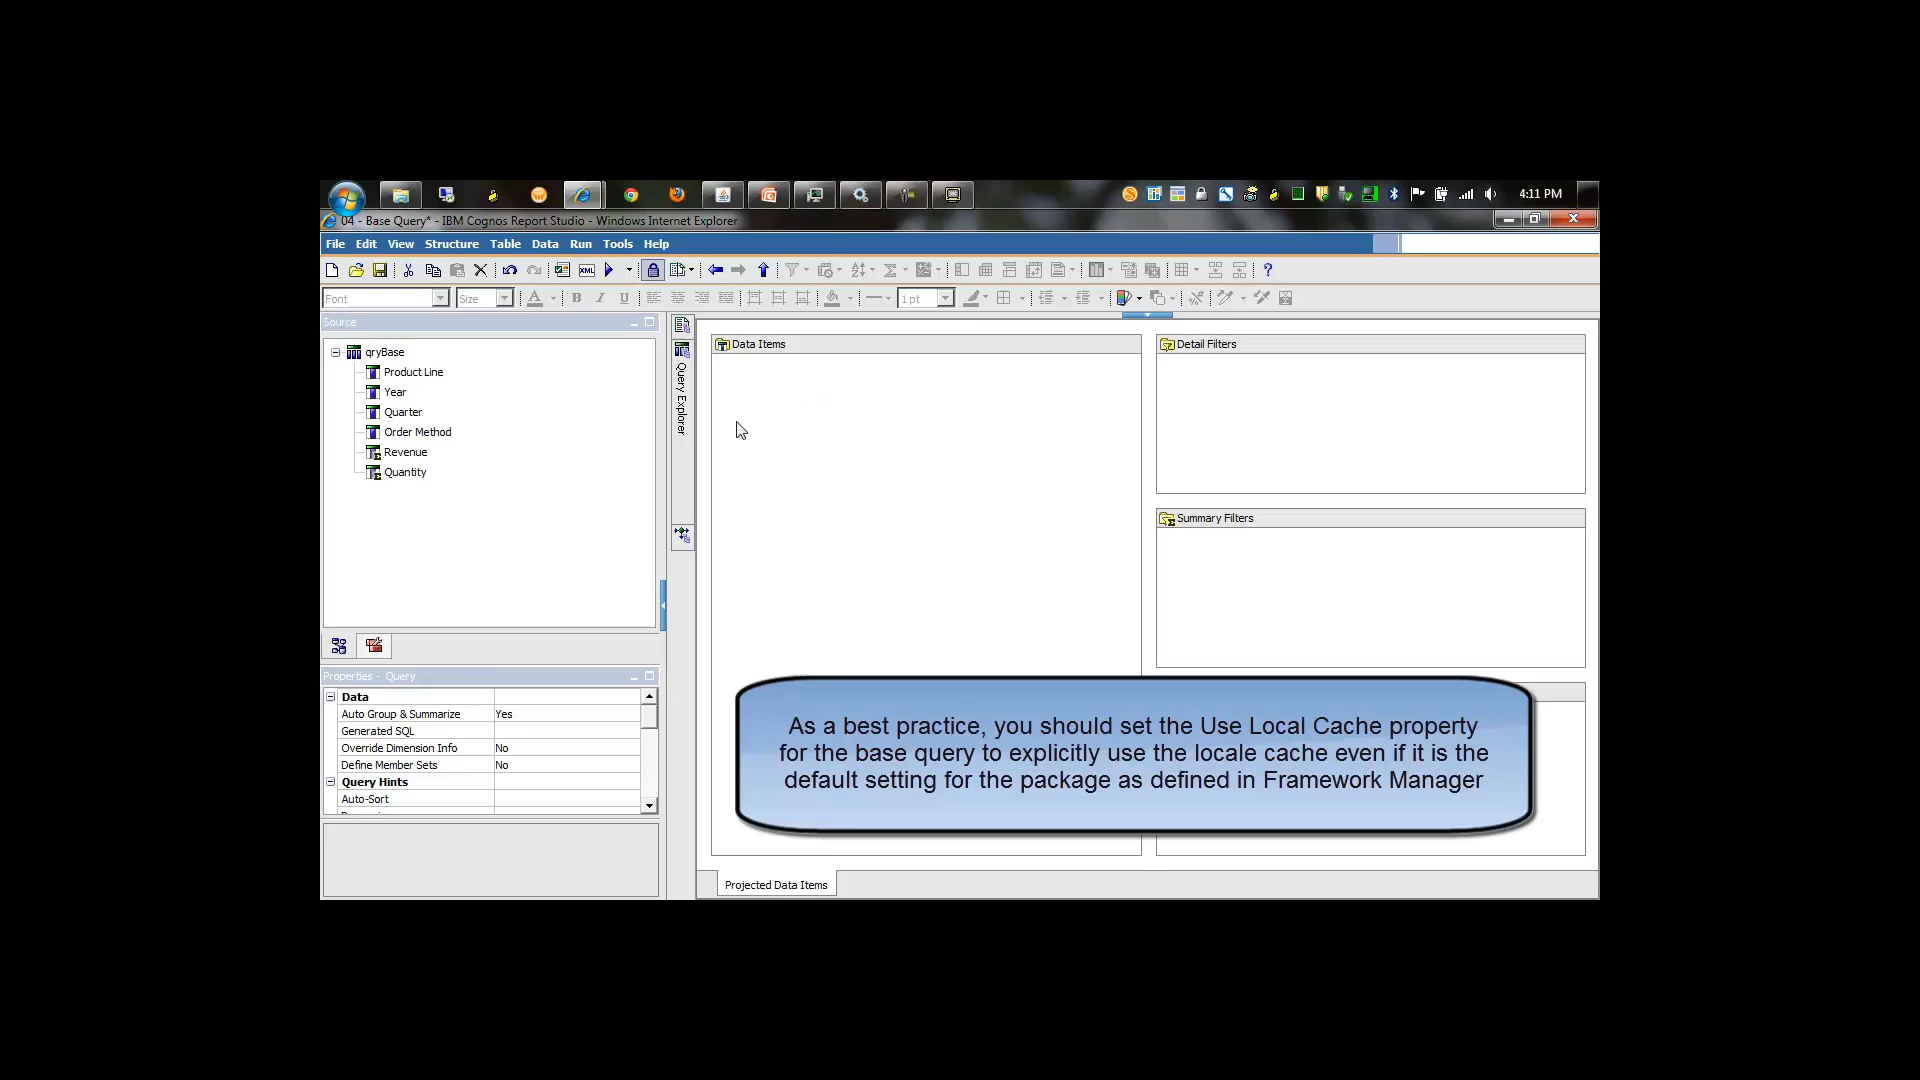 4:11 PM
04 - Base Query* - IBM Cognos Report Studio - Windows Internet Explorer
File Edit View Structure Table Data Run Tools Help
XML
Font Size A B I U 1 pt
Source
qryBase
Product Line
Year
Quarter
Order Method
Revenue
Quantity
Query Explorer
Data Items
Detail Filters
Summary Filters
Properties - Query
Data
Auto Group & Summarize Yes
Generated SQL
Override Dimension Info No
Define Member Sets No
Query Hints
Auto-Sort
As a best practice, you should set the Use Local Cache property
for the base query to explicitly use the locale cache even if it is the
default setting for the package as defined in Framework Manager
Projected Data Items